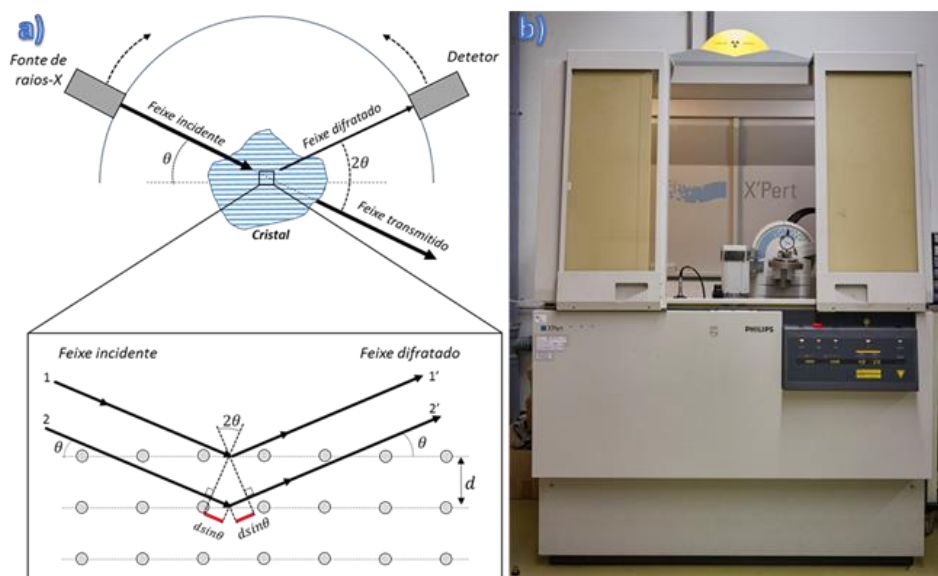 a)
Fonte de
raios-X
Detetor
Feixe incidente
Feixe difratado
θ
2θ
Feixe transmitido
Cristal
Feixe incidente
Feixe difratado
1
1'
2
2'
2θ
θ
θ
d
dsinθ
dsinθ
b)
X'Pert
X'Pert
PHILIPS